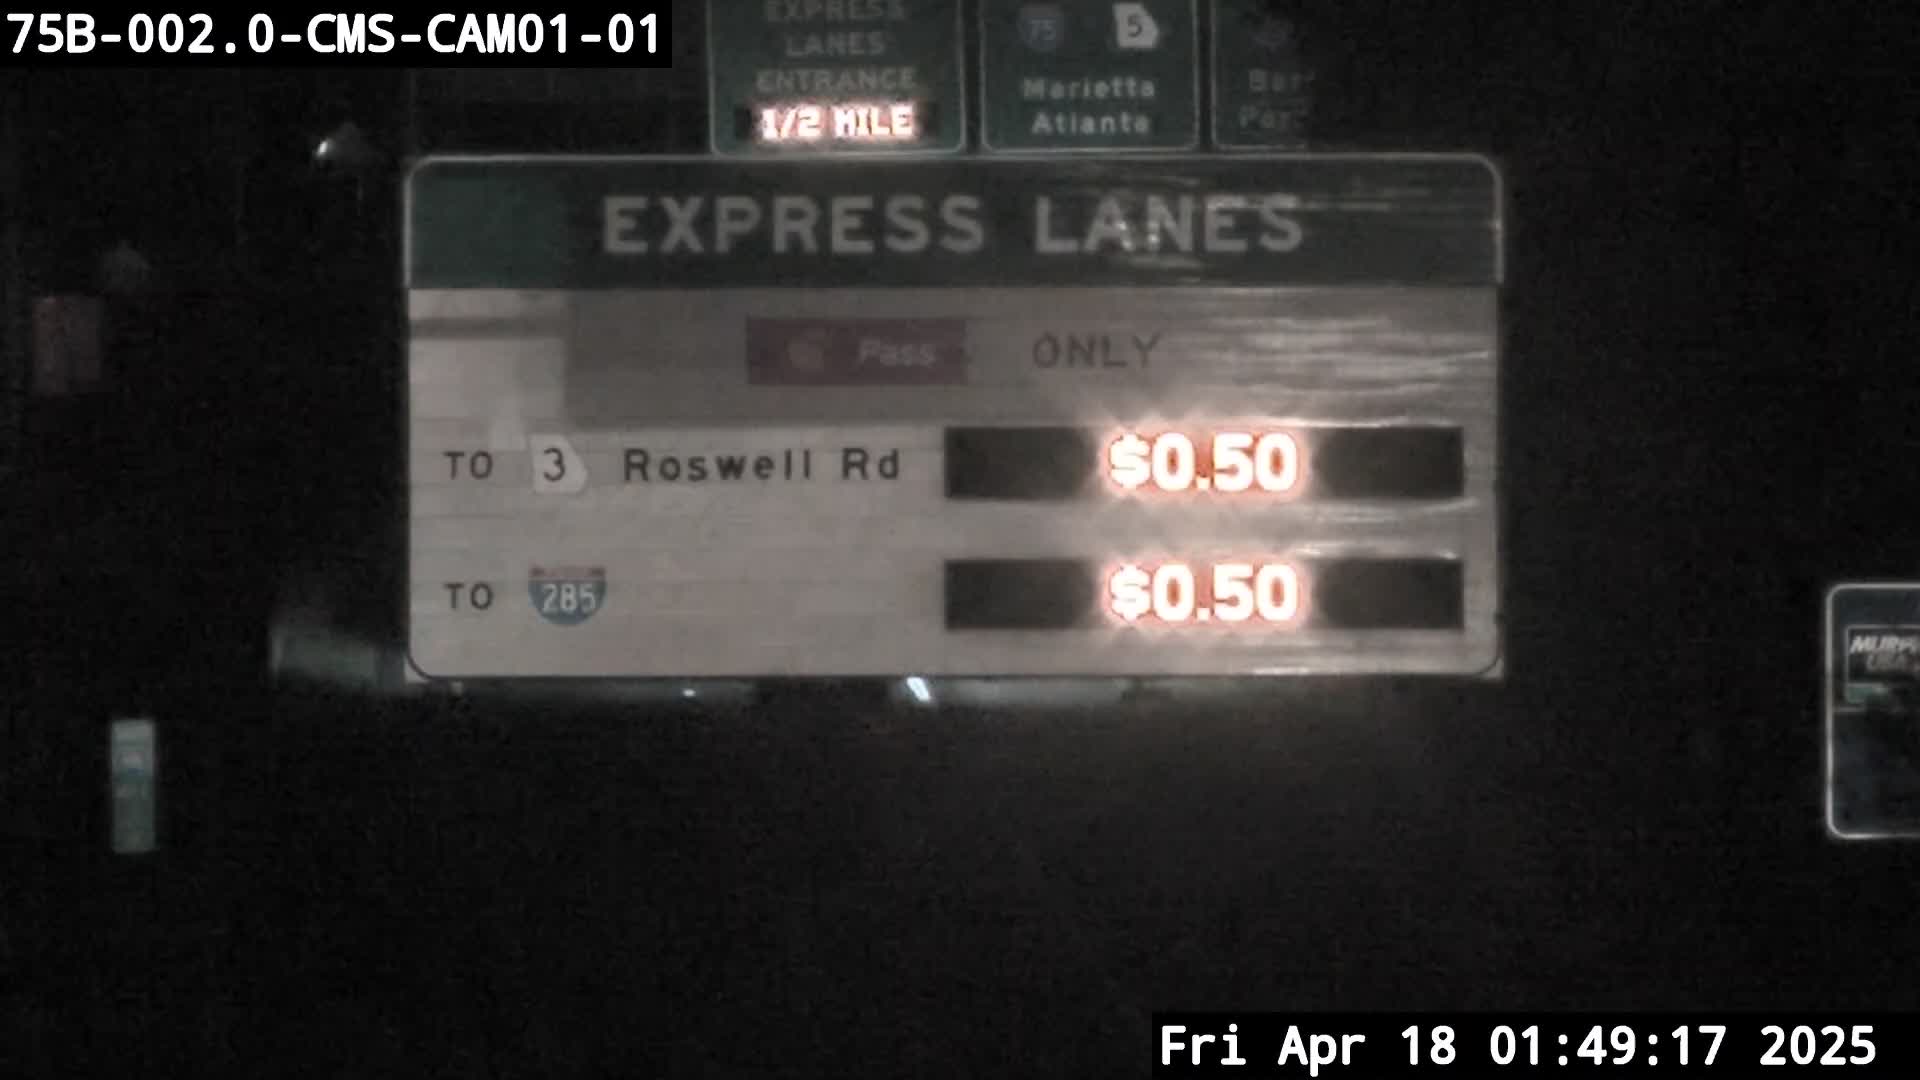 75B-002.0-CMS-CAM01-01
EXPRESS
LANES
ENTRANCE
1/2 MILE
75 5
Marietta
Atlanta
EXPRESS LANES
Pass ONLY
TO 3 Roswell Rd $0.50
TO 285 $0.50
Fri Apr 18 01:49:17 2025